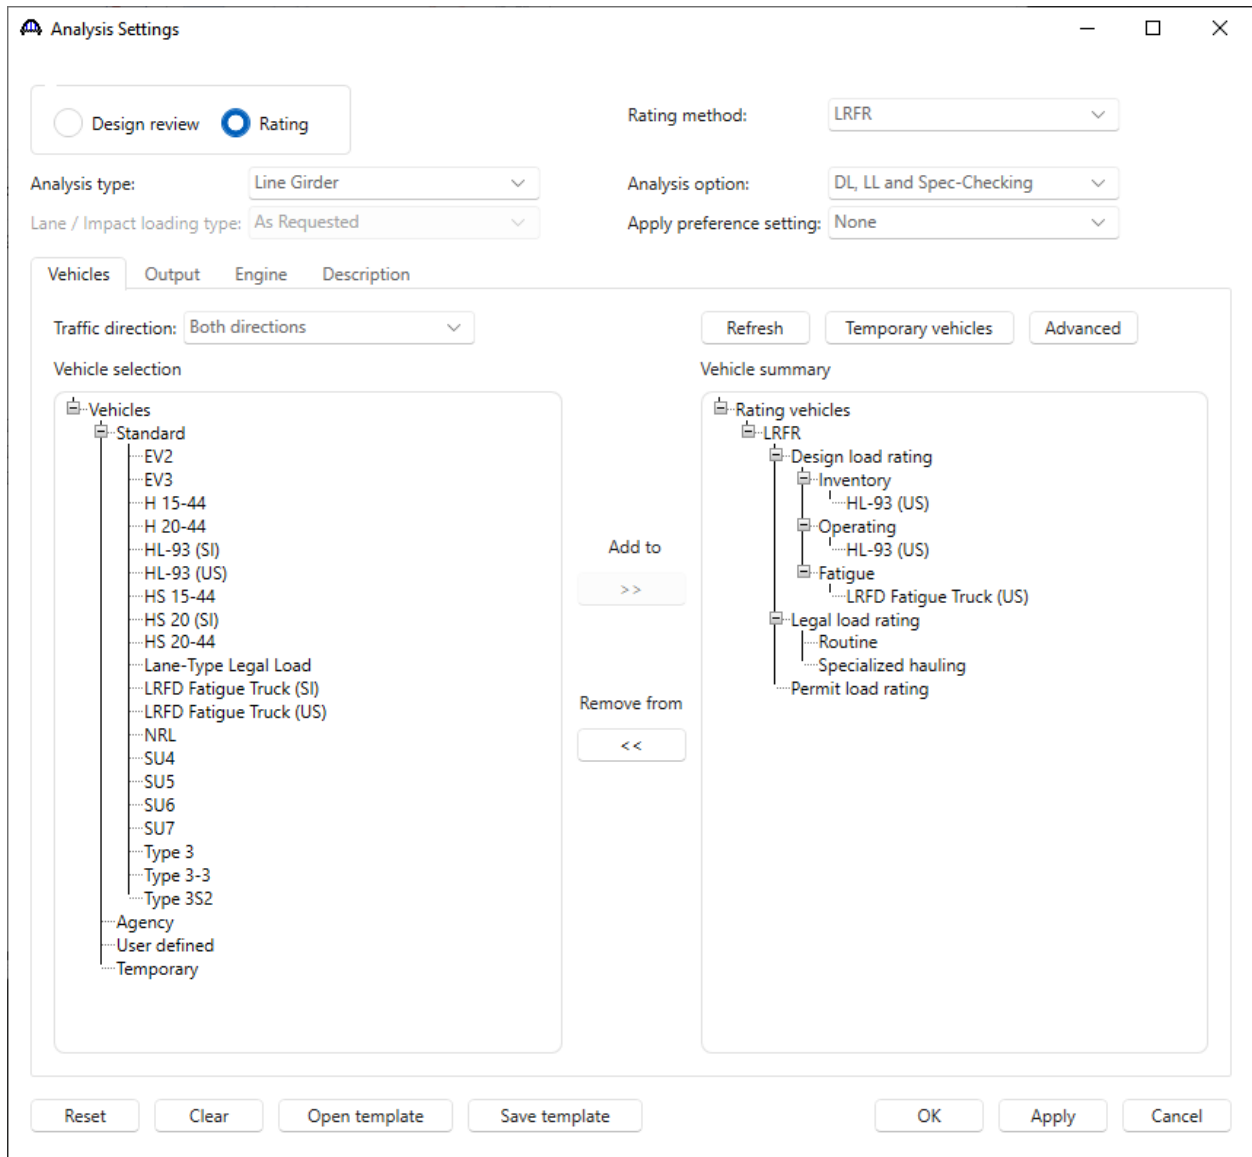 Analysis Settings
Design review
Rating
Rating method:
LRFR
Analysis type:
Line Girder
Analysis option:
DL, LL and Spec-Checking
Lane / Impact loading type:
As Requested
Apply preference setting:
None
Vehicles
Output
Engine
Description
Traffic direction:
Both directions
Refresh
Temporary vehicles
Advanced
Vehicle selection
Vehicles
Standard
EV2
EV3
H 15-44
H 20-44
HL-93 (SI)
HL-93 (US)
HS 15-44
HS 20 (SI)
HS 20-44
Lane-Type Legal Load
LRFD Fatigue Truck (SI)
LRFD Fatigue Truck (US)
NRL
SU4
SU5
SU6
SU7
Type 3
Type 3-3
Type 3S2
Agency
User defined
Temporary
Add to
>>
Remove from
<<
Vehicle summary
Rating vehicles
LRFR
Design load rating
Inventory
HL-93 (US)
Operating
HL-93 (US)
Fatigue
LRFD Fatigue Truck (US)
Legal load rating
Routine
Specialized hauling
Permit load rating
Reset
Clear
Open template
Save template
OK
Apply
Cancel